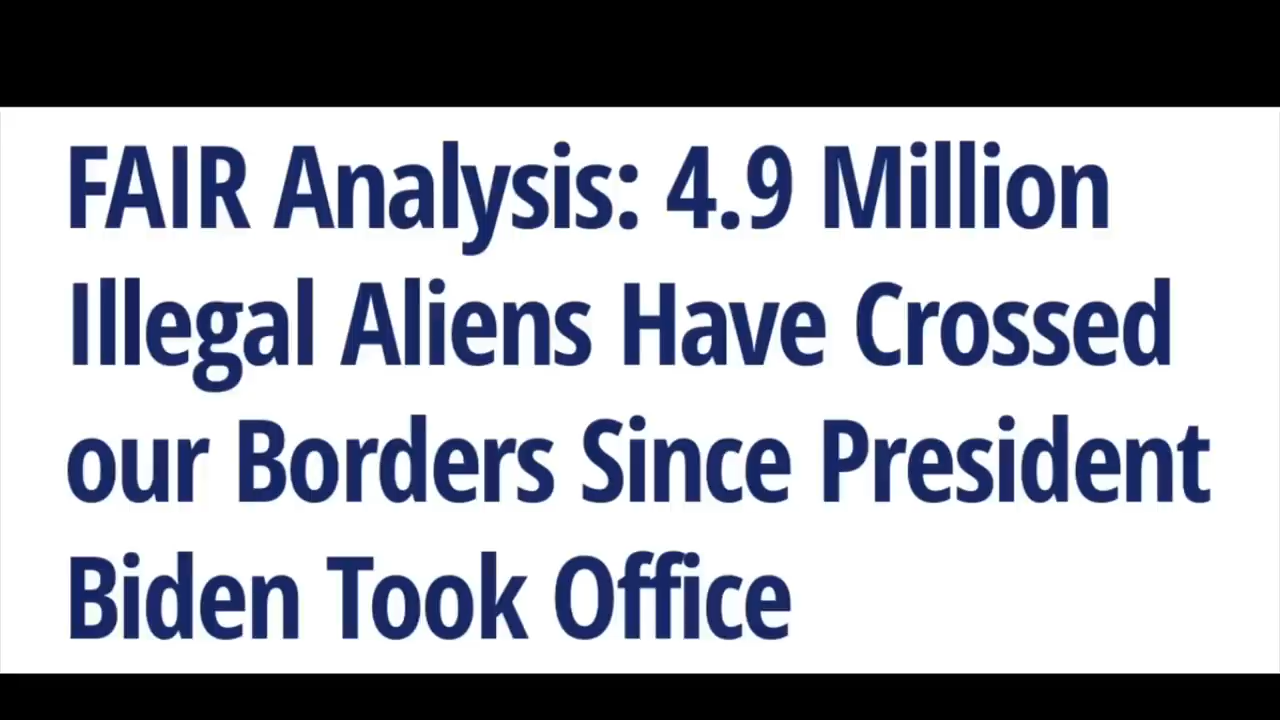 FAIR Analysis: 4.9 Million
Illegal Aliens Have Crossed
our Borders Since President
Biden Took Office